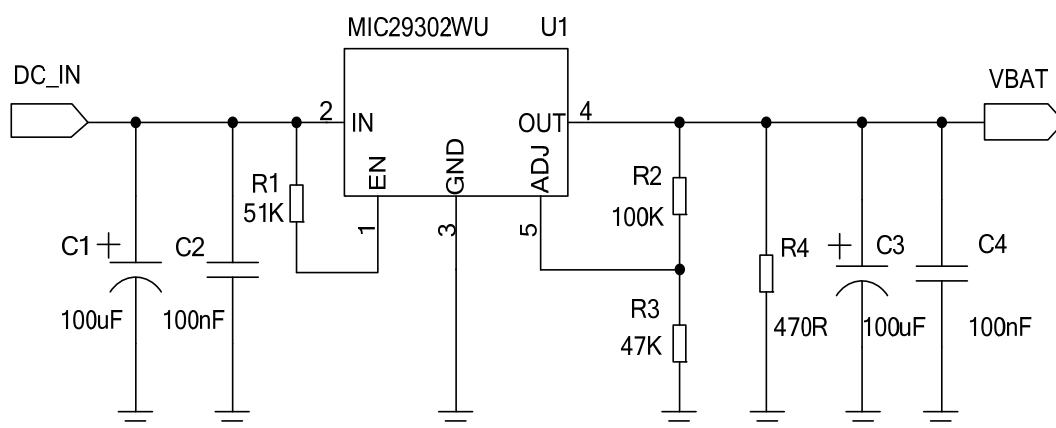 MIC29302WU U1
DC_IN
VBAT
2 IN
OUT 4
EN
GND
ADJ
1
3
5
R1
51K
R2
100K
C1 +
100uF
C2
100nF
R3
47K
R4
470R
+ C3
100uF
C4
100nF